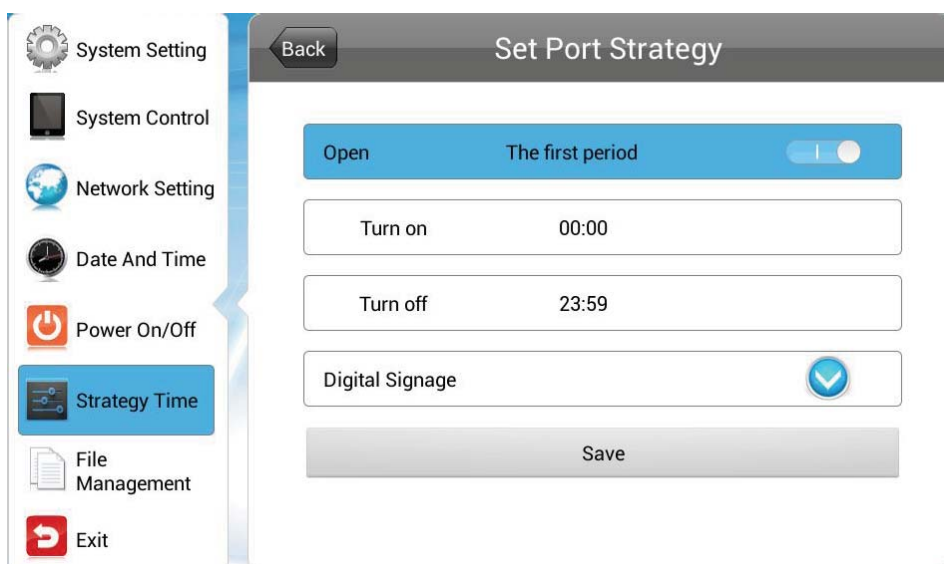 System Setting
System Control
Network Setting
Date And Time
Power On/Off
Strategy Time
File
Management
Exit
Back
Set Port Strategy
Open The first period
Turn on 00:00
Turn off 23:59
Digital Signage
Save